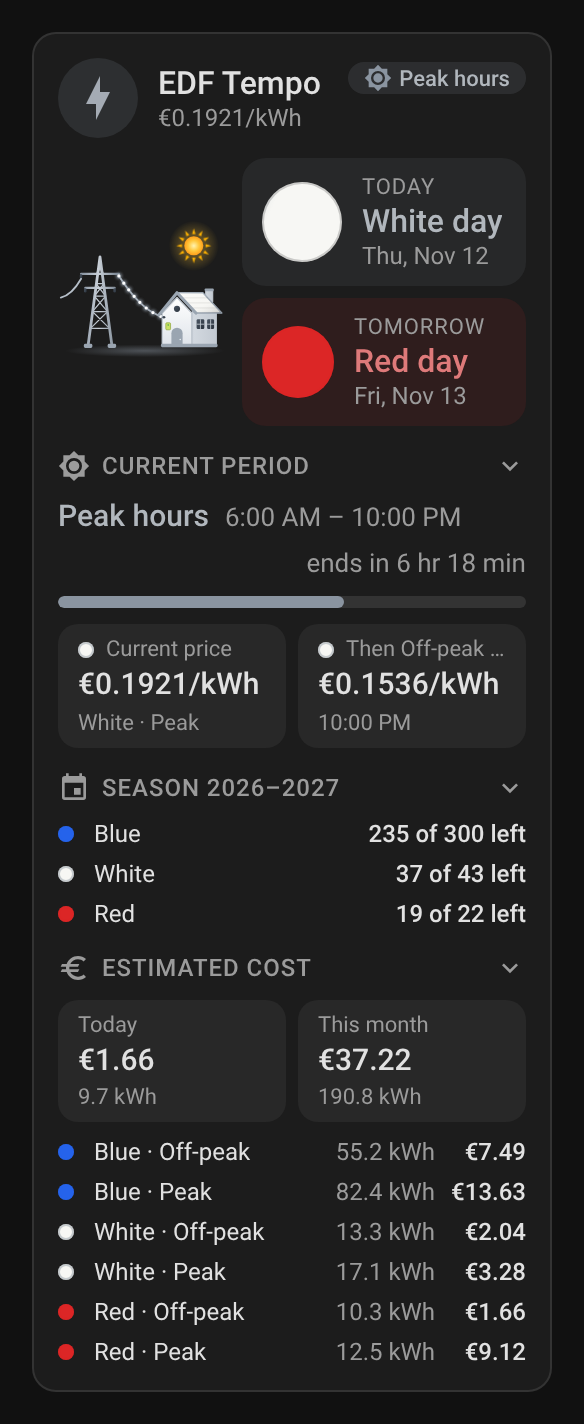 EDF Tempo
Peak hours
€0.1921/kWh
TODAY
White day
Thu, Nov 12
TOMORROW
Red day
Fri, Nov 13
CURRENT PERIOD
Peak hours 6:00 AM – 10:00 PM
ends in 6 hr 18 min
Current price
€0.1921/kWh
White · Peak
Then Off-peak ...
€0.1536/kWh
10:00 PM
SEASON 2026–2027
Blue 235 of 300 left
White 37 of 43 left
Red 19 of 22 left
ESTIMATED COST
Today
€1.66
9.7 kWh
This month
€37.22
190.8 kWh
Blue · Off-peak 55.2 kWh €7.49
Blue · Peak 82.4 kWh €13.63
White · Off-peak 13.3 kWh €2.04
White · Peak 17.1 kWh €3.28
Red · Off-peak 10.3 kWh €1.66
Red · Peak 12.5 kWh €9.12